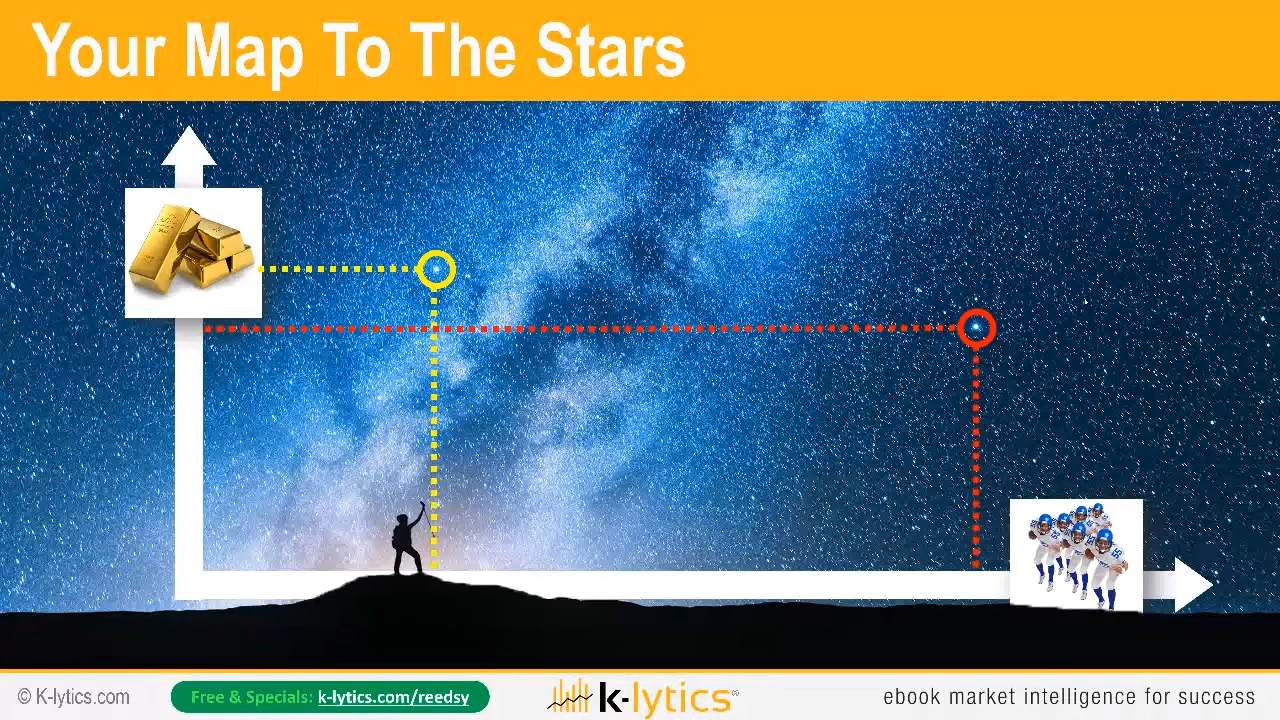 Your Map To The Stars
© K-lytics.com
Free & Specials: k-lytics.com/reedsy
k-lytics®
ebook market intelligence for success